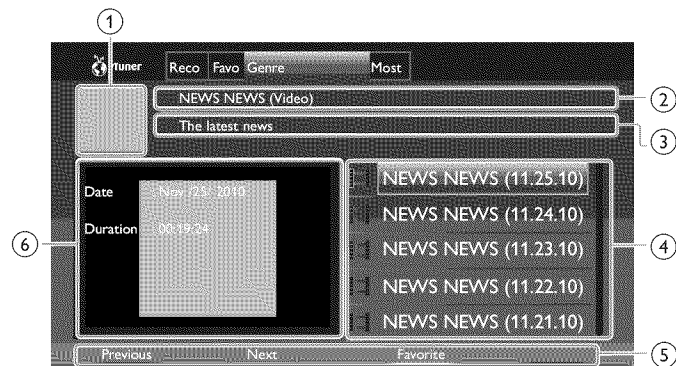 1
vTuner Reco Favo Genre Most
NEWS NEWS (Video)
2
The latest news
3
Date : Nov /25/ 2010
Duration : 00:19:24
NEWS NEWS (11.25.10)
NEWS NEWS (11.24.10)
NEWS NEWS (11.23.10)
NEWS NEWS (11.22.10)
NEWS NEWS (11.21.10)
6
4
Previous Next Favorite
5